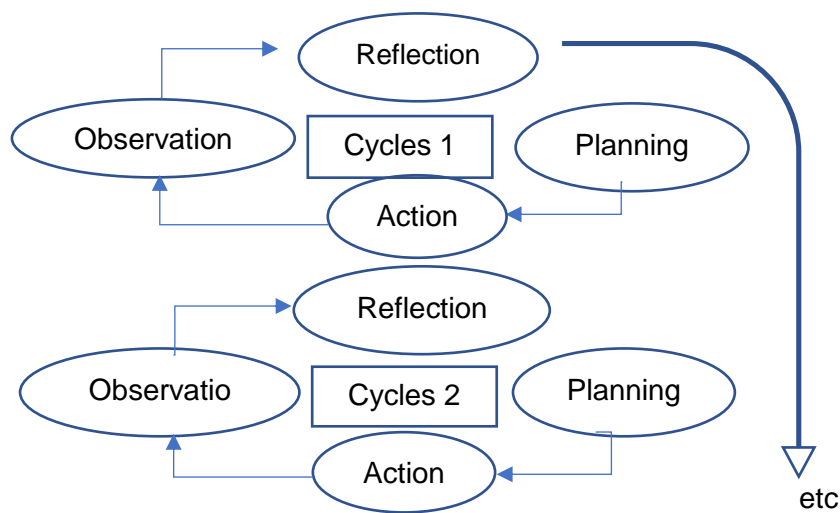 Reflection
Observation
Cycles 1
Planning
Action
Reflection
Observatio
Cycles 2
Planning
Action
etc